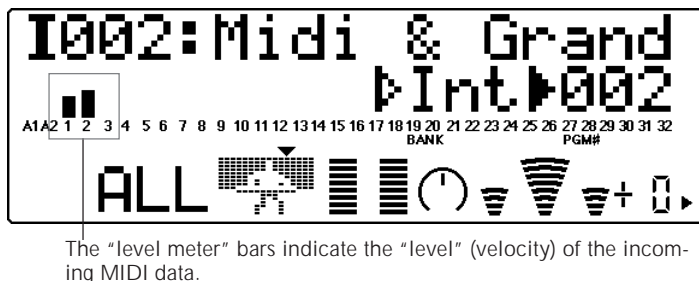 I002:Midi & Grand
▷Int▶002
A1 A2 1 2 3 4 5 6 7 8 9 10 11 12 13 14 15 16 17 18 19 20 21 22 23 24 25 26 27 28 29 30 31 32
BANK PGM#
ALL + 0
The “level meter” bars indicate the “level” (velocity) of the incom-
ing MIDI data.